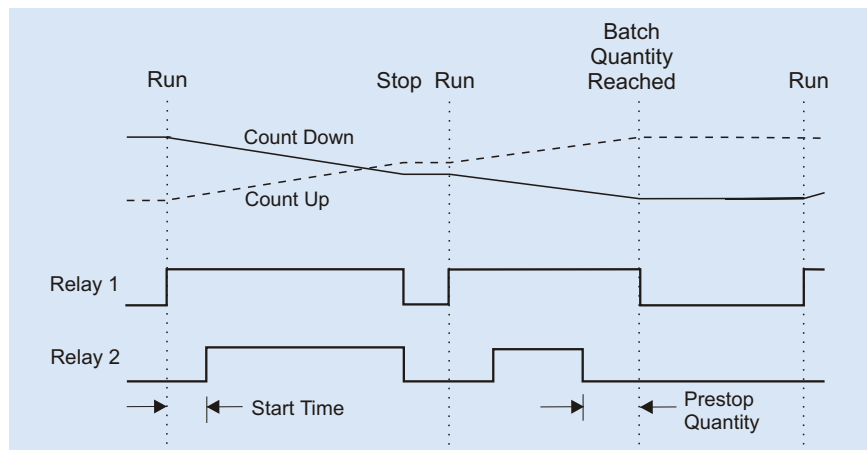 Run
Stop
Run
Batch
Quantity
Reached
Run
Count Down
Count Up
Relay 1
Relay 2
Start Time
Prestop
Quantity